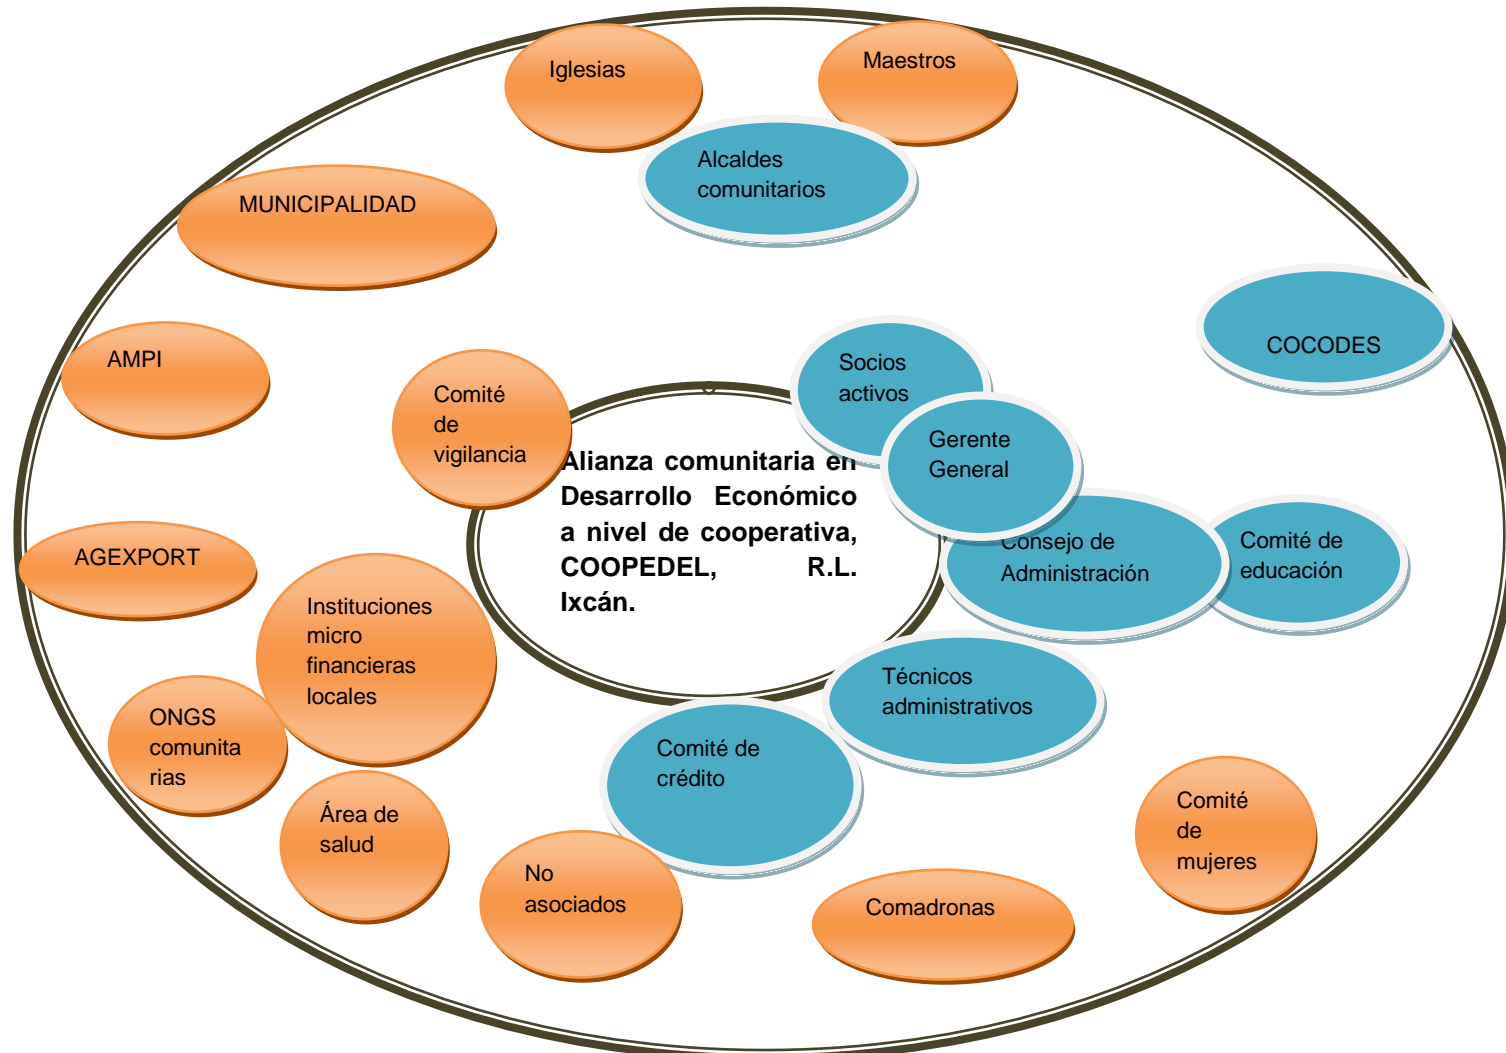 Iglesias
Maestros
Alcaldes
comunitarios
MUNICIPALIDAD
COCODES
AMPI
Socios
activos
Comité
de
vigilancia
Gerente
General
Alianza comunitaria en
Desarrollo Económico
a nivel de cooperativa,
COOPEDEL, R.L.
Ixcán.
Consejo de
Administración
Comité de
educación
AGEXPORT
Instituciones
micro
financieras
locales
Técnicos
administrativos
ONGS
comunita
rias
Comité de
crédito
Área de
salud
Comité
de
mujeres
No
asociados
Comadronas